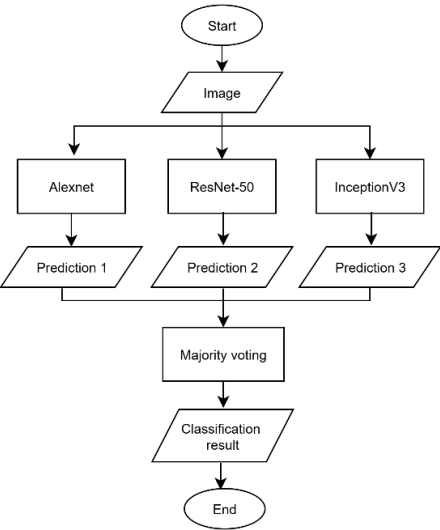 Start
Image
Alexnet
ResNet-50
InceptionV3
Prediction 1
Prediction 2
Prediction 3
Majority voting
Classification
result
End